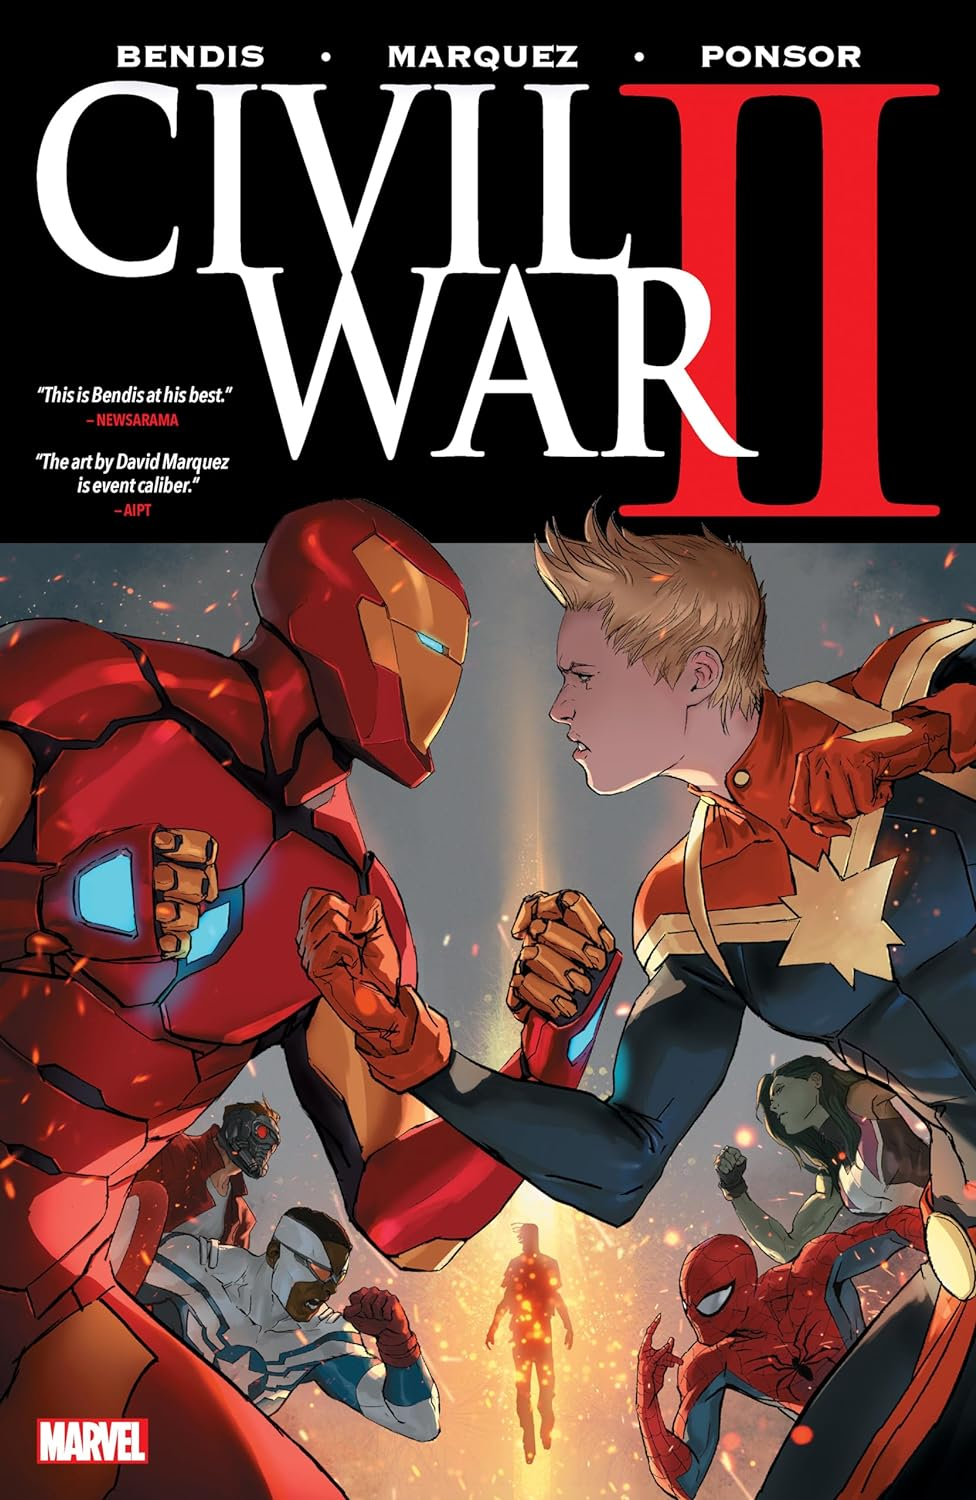 BENDIS • MARQUEZ • PONSOR
CIVIL
WAR II
“This is Bendis at his best.”
– NEWSARAMA
“The art by David Marquez
is event caliber.”
– AIPT
MARVEL